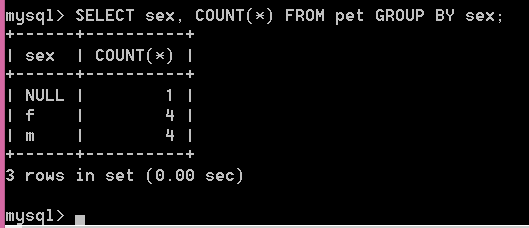 mysql> SELECT sex, COUNT(*) FROM pet GROUP BY sex;
+------+----------+
| sex  | COUNT(*) |
+------+----------+
| NULL |        1 |
| f    |        4 |
| m    |        4 |
+------+----------+
3 rows in set (0.00 sec)
mysql>